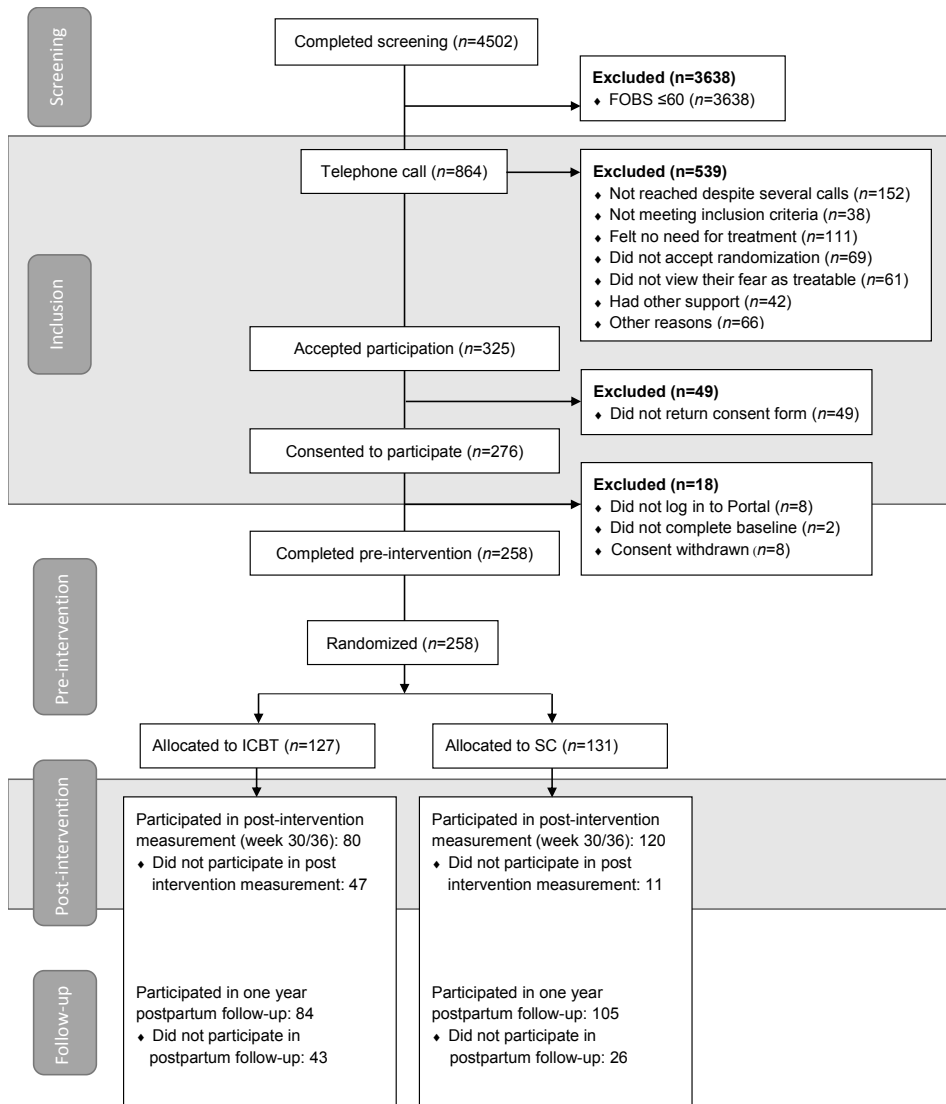 Screening
Completed screening (n=4502)
Excluded (n=3638)
♦ FOBS ≤60 (n=3638)
Inclusion
Telephone call (n=864)
Excluded (n=539)
♦ Not reached despite several calls (n=152)
♦ Not meeting inclusion criteria (n=38)
♦ Felt no need for treatment (n=111)
♦ Did not accept randomization (n=69)
♦ Did not view their fear as treatable (n=61)
♦ Had other support (n=42)
♦ Other reasons (n=66)
Accepted participation (n=325)
Excluded (n=49)
♦ Did not return consent form (n=49)
Consented to participate (n=276)
Excluded (n=18)
♦ Did not log in to Portal (n=8)
♦ Did not complete baseline (n=2)
♦ Consent withdrawn (n=8)
Pre-intervention
Completed pre-intervention (n=258)
Randomized (n=258)
Allocated to ICBT (n=127)
Allocated to SC (n=131)
Post-intervention
Participated in post-intervention
measurement (week 30/36): 80
♦ Did not participate in post
intervention measurement: 47
Participated in post-intervention
measurement (week 30/36): 120
♦ Did not participate in post
intervention measurement: 11
Follow-up
Participated in one year
postpartum follow-up: 84
♦ Did not participate in
postpartum follow-up: 43
Participated in one year
postpartum follow-up: 105
♦ Did not participate in
postpartum follow-up: 26